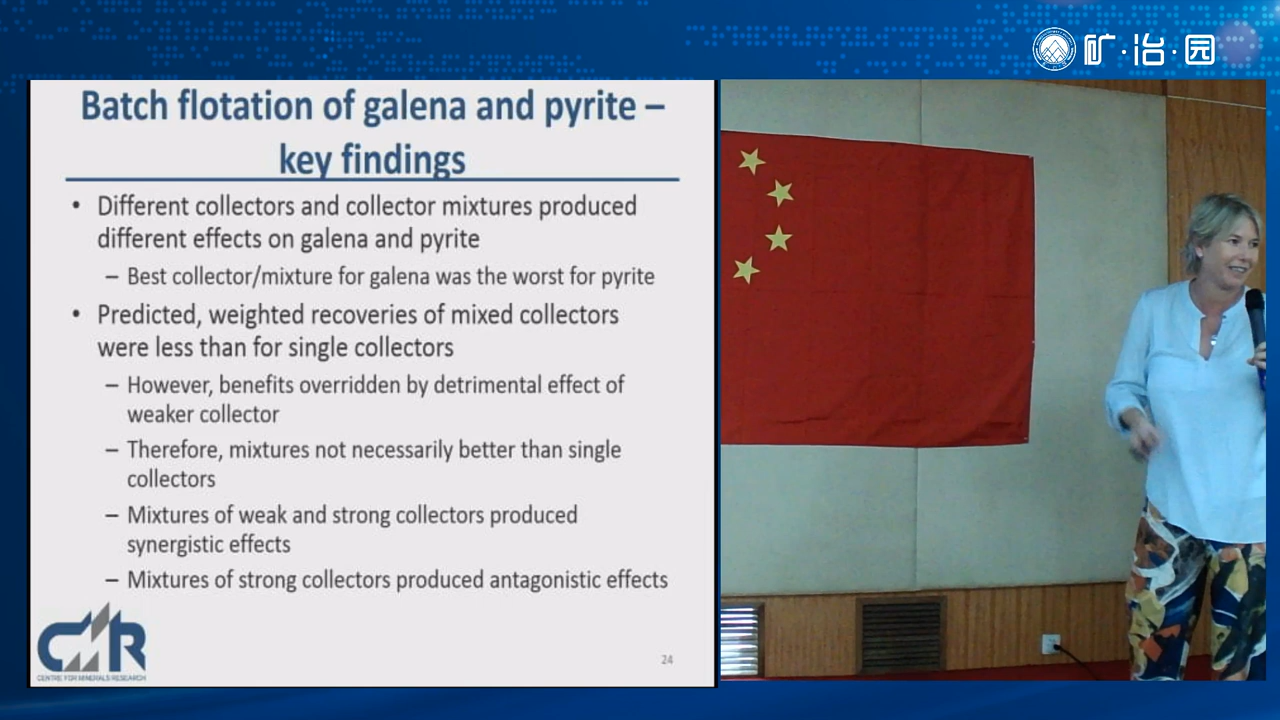 矿·冶·园
Batch flotation of galena and pyrite –
key findings
• Different collectors and collector mixtures produced
different effects on galena and pyrite
– Best collector/mixture for galena was the worst for pyrite
• Predicted, weighted recoveries of mixed collectors
were less than for single collectors
– However, benefits overridden by detrimental effect of
weaker collector
– Therefore, mixtures not necessarily better than single
collectors
– Mixtures of weak and strong collectors produced
synergistic effects
– Mixtures of strong collectors produced antagonistic effects
CMR
CENTRE FOR MINERALS RESEARCH
24